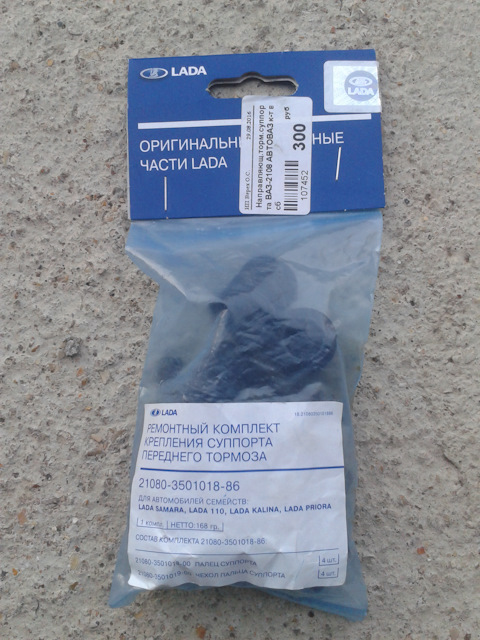 LADA
LADA
ОРИГИНАЛЬН НЫЕ
ЧАСТИ LADA
29.08.2016
Направляющ.торм.суппор
та ВАЗ-2108 АВТОВАЗ к-т в
сб
107452
300
руб
LADA
РЕМОНТНЫЙ КОМПЛЕКТ
КРЕПЛЕНИЯ СУППОРТА
ПЕРЕДНЕГО ТОРМОЗА
21080-3501018-86
ДЛЯ АВТОМОБИЛЕЙ СЕМЕЙСТВ:
LADA SAMARA, LADA 110, LADA KALINA, LADA PRIORA
1 компл. НЕТТО:168 гр.
СОСТАВ КОМПЛЕКТА 21080-3501018-86:
ПАЛЕЦ СУППОРТА 4 шт.
ЧЕХОЛ ПАЛЬЦА СУППОРТА 4 шт.